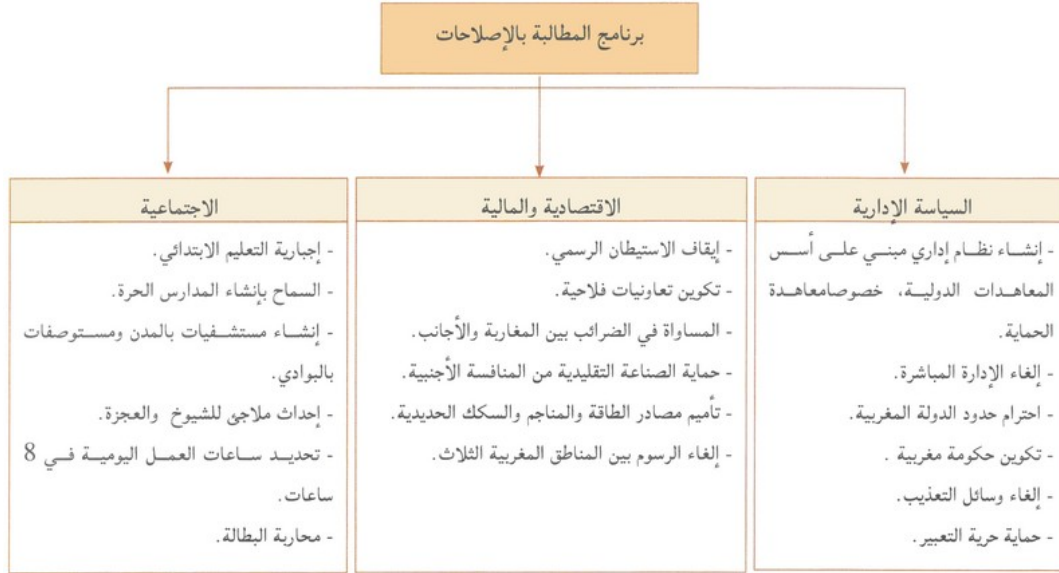 برنامج المطالبة بالإصلاحات
السياسة الإدارية
- إنشاء نظام إداري مبني على أسس
المعاهدات الدولية، خصوصامعاهدة
الحماية.
- إلغاء الإدارة المباشرة.
- احترام حدود الدولة المغربية.
- تكوين حكومة مغربية .
- إلغاء وسائل التعذيب.
- حماية حرية التعبير.
الاقتصادية والمالية
- إيقاف الاستيطان الرسمي.
- تكوين تعاونيات فلاحية.
- المساواة في الضرائب بين المغاربة والأجانب.
- حماية الصناعة التقليدية من المنافسة الأجنبية.
- تأميم مصادر الطاقة والمناجم والسكك الحديدية.
- إلغاء الرسوم بين المناطق المغربية الثلاث.
الاجتماعية
- إجبارية التعليم الابتدائي.
- السماح بإنشاء المدارس الحرة.
- إنشاء مستشفيات بالمدن ومستوصفات
بالبوادي.
- إحداث ملاجئ للشيوخ والعجزة.
- تحديد ساعات العمل اليومية في 8
ساعات.
- محاربة البطالة.